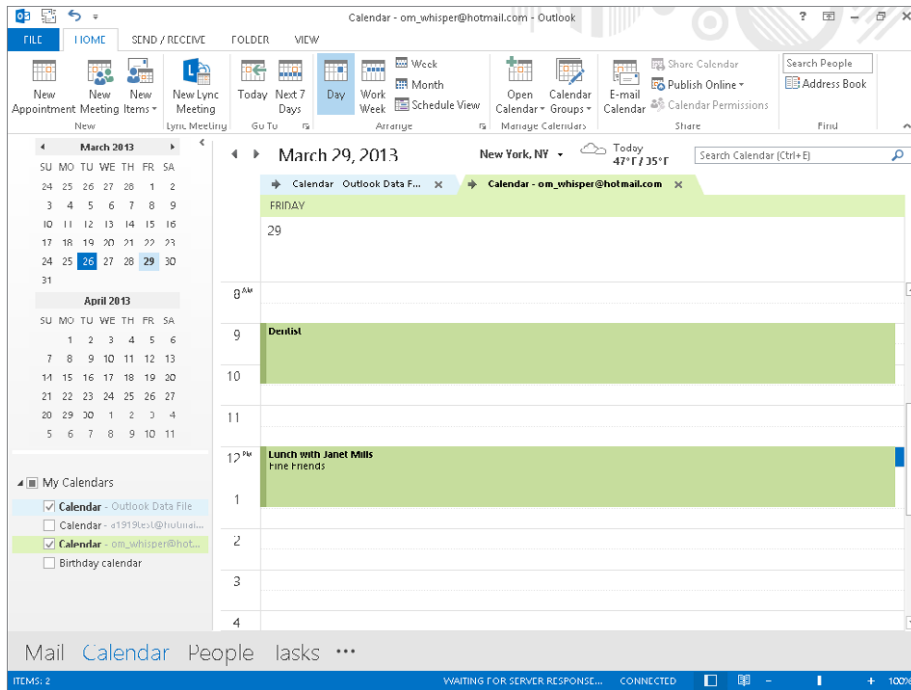 Calendar - om_whisper@hotmail.com - Outlook
?
FILE HOME SEND / RECEIVE FOLDER VIEW
New Appointment
New Meeting
New Items
New Lync Meeting
Today
Next 7 Days
Day
Work Week
Week
Month
Schedule View
Open Calendar
Calendar Groups
E-mail Calendar
Share Calendar
Publish Online
Calendar Permissions
Search People
Address Book
New Lync Meeting Go To Arrange Manage Calendars Share Find
March 2013
SU MO TU WE TH FR SA
24 25 26 27 28 1 2
3 4 5 6 7 8 9
10 11 12 13 14 15 16
17 18 19 20 21 22 23
24 25 26 27 28 29 30
31
April 2013
SU MO TU WE TH FR SA
1 2 3 4 5 6
7 8 9 10 11 12 13
14 15 16 17 18 19 20
21 22 23 24 25 26 27
28 29 30 1 2 3 4
5 6 7 8 9 10 11
My Calendars
Calendar - Outlook Data File
Calendar - a1919test@hotmai...
Calendar - om_whisper@hot...
Birthday calendar
March 29, 2013
New York, NY
Today
47°F / 35°F
Search Calendar (Ctrl+E)
Calendar Outlook Data F...
Calendar - om_whisper@hotmail.com
FRIDAY
29
8 AM
9
Dentist
10
11
12 PM
Lunch with Janet Mills
Fine Friends
1
2
3
4
Mail Calendar People Tasks •••
ITEMS: 2
WAITING FOR SERVER RESPONSE... CONNECTED
100%